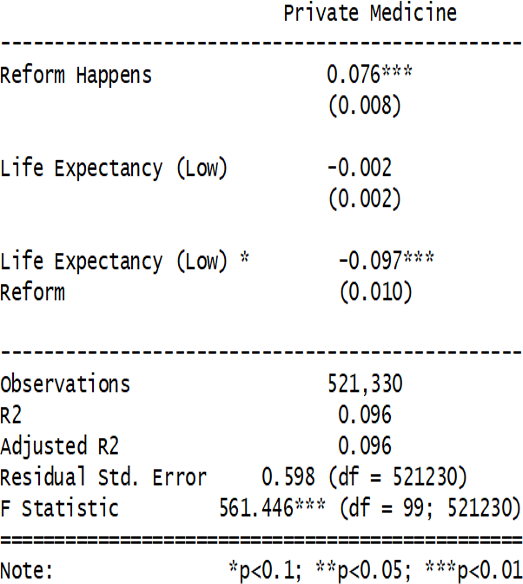 Private Medicine
-----------------------------------------------
Reform Happens 0.076***
(0.008)
Life Expectancy (Low) -0.002
(0.002)
Life Expectancy (Low) * -0.097***
Reform (0.010)
-----------------------------------------------
Observations 521,330
R2 0.096
Adjusted R2 0.096
Residual Std. Error 0.598 (df = 521230)
F Statistic 561.446*** (df = 99; 521230)
===============================================
Note: *p<0.1; **p<0.05; ***p<0.01